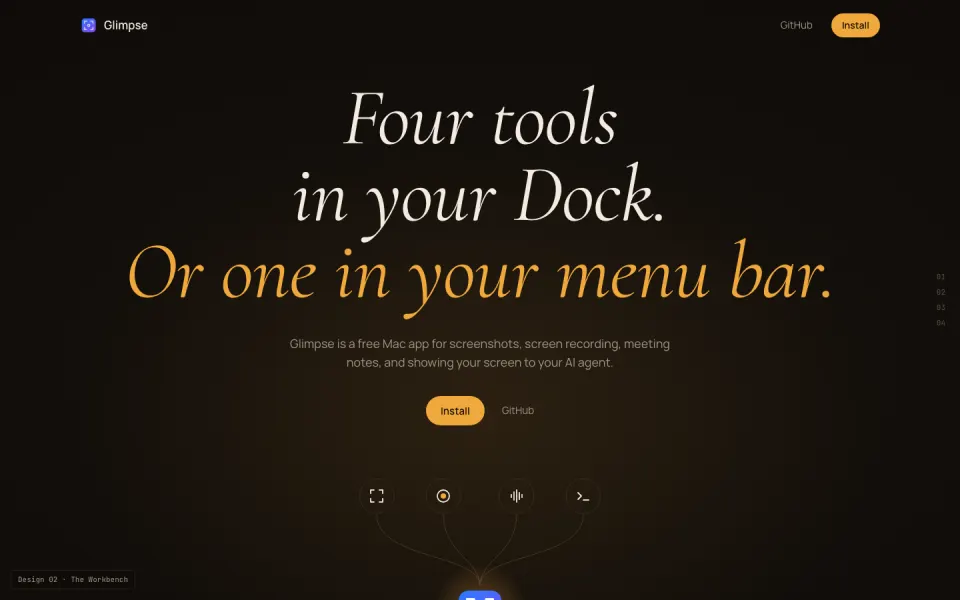 Glimpse
GitHub
Install
Four tools
in your Dock.
Or one in your menu bar.
Glimpse is a free Mac app for screenshots, screen recording, meeting
notes, and showing your screen to your AI agent.
Install
GitHub
01
02
03
04
Design 02 · The Workbench